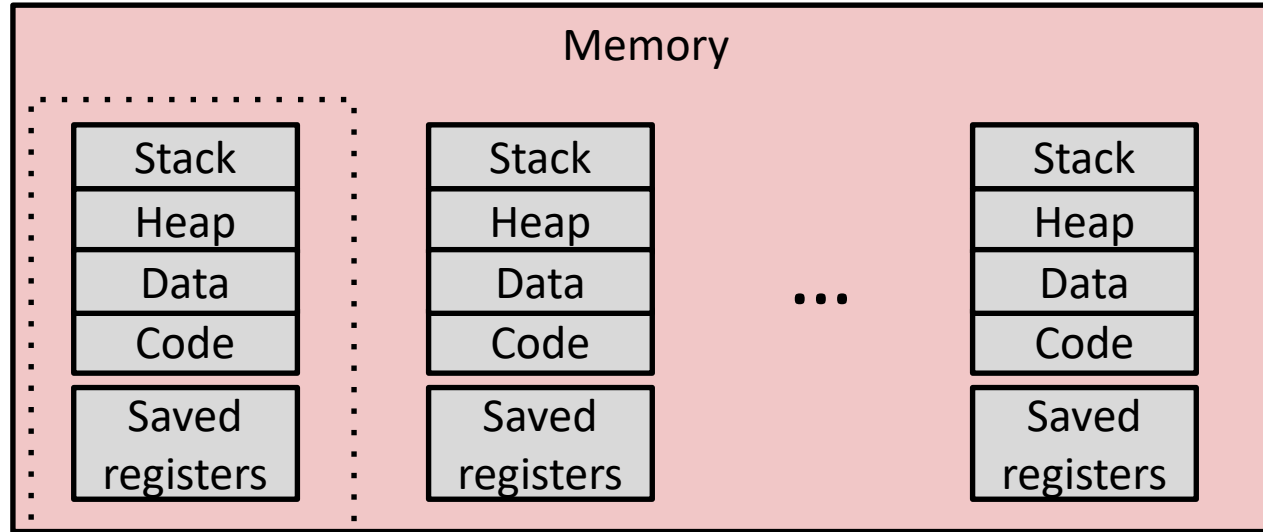 Memory
Stack
Heap
Data
Code
Saved
registers
Stack
Heap
Data
Code
Saved
registers
...
Stack
Heap
Data
Code
Saved
registers